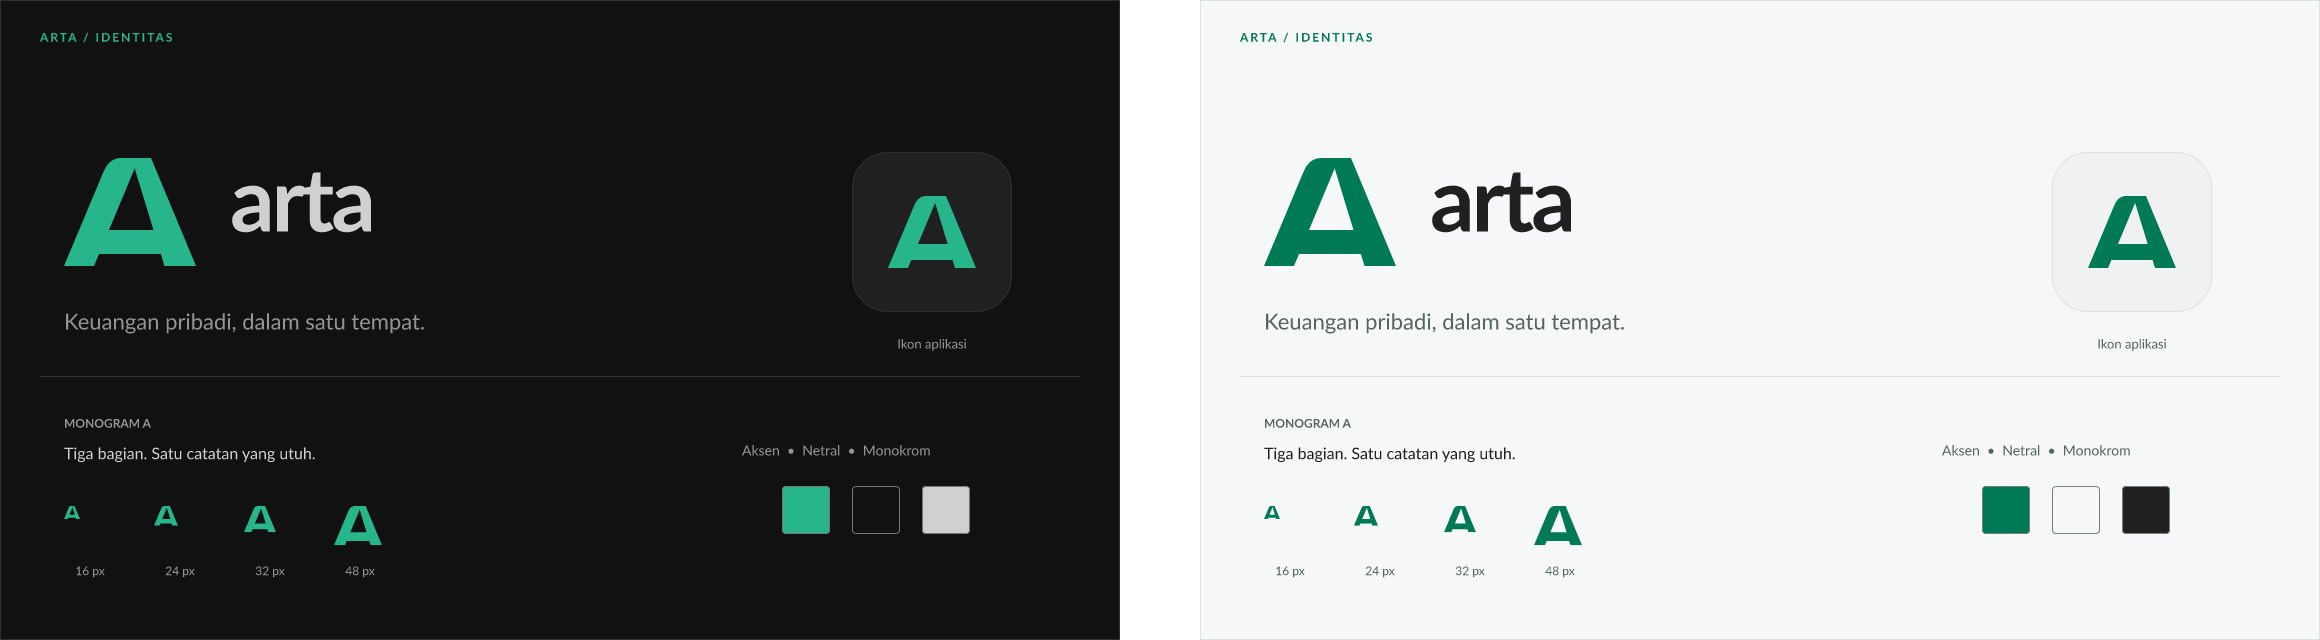 ARTA / IDENTITAS
A arta
Keuangan pribadi, dalam satu tempat.
A
Ikon aplikasi
MONOGRAM A
Tiga bagian. Satu catatan yang utuh.
Aksen • Netral • Monokrom
A A A A
16 px 24 px 32 px 48 px
ARTA / IDENTITAS
A arta
Keuangan pribadi, dalam satu tempat.
A
Ikon aplikasi
MONOGRAM A
Tiga bagian. Satu catatan yang utuh.
Aksen • Netral • Monokrom
A A A A
16 px 24 px 32 px 48 px